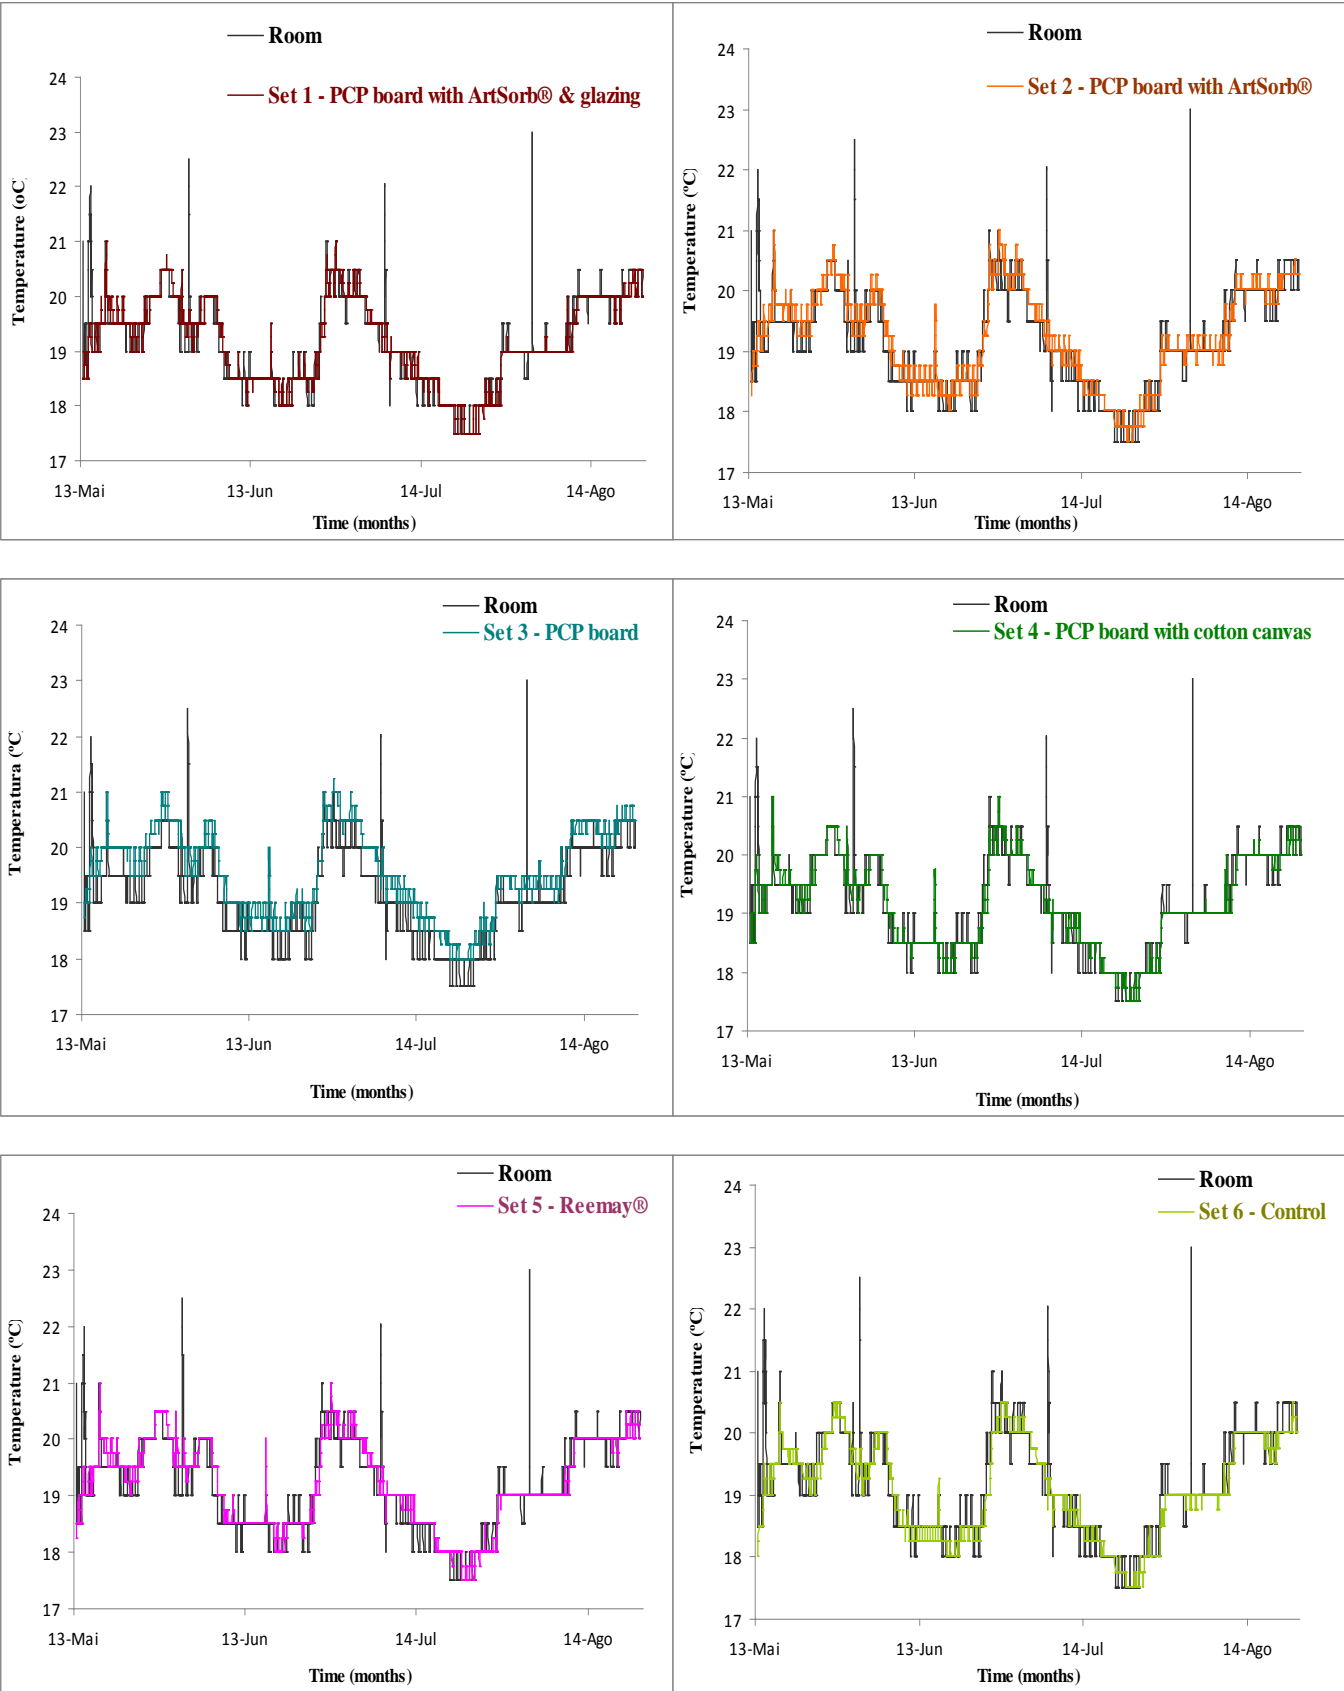 Room
Set 1 - PCP board with ArtSorb® & glazing
Temperature (oC)
24
23
22
21
20
19
18
17
13-Mai 13-Jun 14-Jul 14-Ago
Time (months)
Room
Set 2 - PCP board with ArtSorb®
Temperature (ºC)
24
23
22
21
20
19
18
17
13-Mai 13-Jun 14-Jul 14-Ago
Time (months)
Room
Set 3 - PCP board
Temperatura (ºC)
24
23
22
21
20
19
18
17
13-Mai 13-Jun 14-Jul 14-Ago
Time (months)
Room
Set 4 - PCP board with cotton canvas
Temperature (ºC)
24
23
22
21
20
19
18
17
13-Mai 13-Jun 14-Jul 14-Ago
Time (months)
Room
Set 5 - Reemay®
Temperature (ºC)
24
23
22
21
20
19
18
17
13-Mai 13-Jun 14-Jul 14-Ago
Time (months)
Room
Set 6 - Control
Temperature (ºC)
24
23
22
21
20
19
18
17
13-Mai 13-Jun 14-Jul 14-Ago
Time (months)